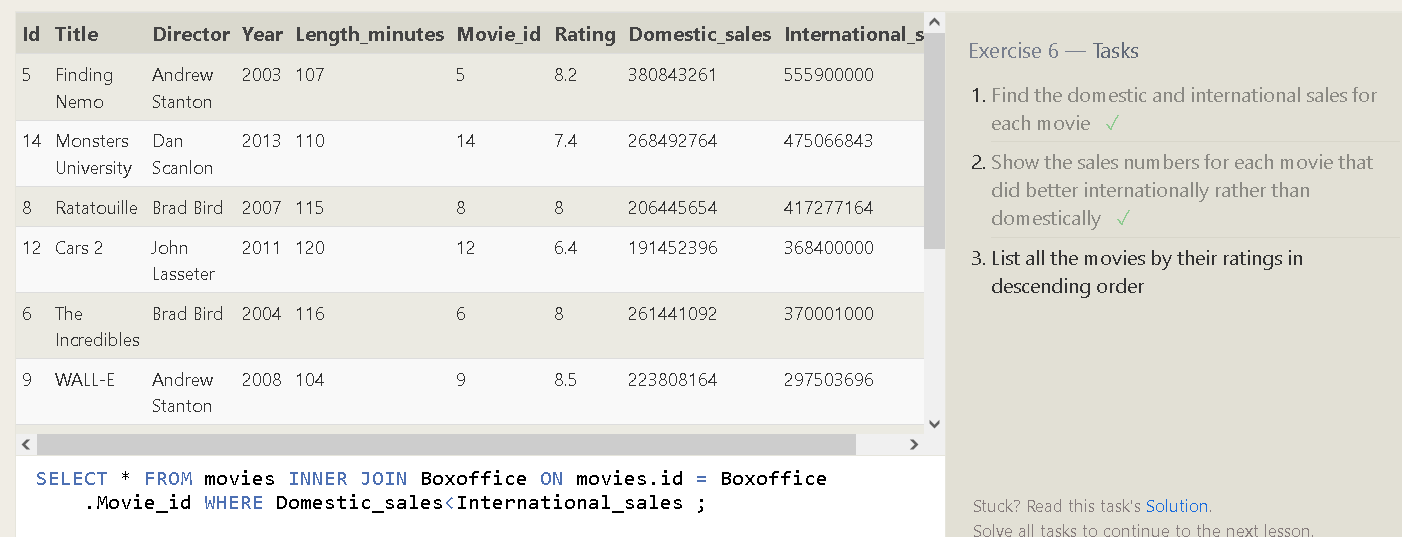 Id Title Director Year Length_minutes Movie_id Rating Domestic_sales International_s
5 Finding Nemo Andrew Stanton 2003 107 5 8.2 380843261 555900000
14 Monsters University Dan Scanlon 2013 110 14 7.4 268492764 475066843
8 Ratatouille Brad Bird 2007 115 8 8 206445654 417277164
12 Cars 2 John Lasseter 2011 120 12 6.4 191452396 368400000
6 The Incredibles Brad Bird 2004 116 6 8 261441092 370001000
9 WALL-E Andrew Stanton 2008 104 9 8.5 223808164 297503696
SELECT * FROM movies INNER JOIN Boxoffice ON movies.id = Boxoffice
.Movie_id WHERE Domestic_sales<International_sales ;
Exercise 6 — Tasks
1. Find the domestic and international sales for
each movie ✓
2. Show the sales numbers for each movie that
did better internationally rather than
domestically ✓
3. List all the movies by their ratings in
descending order
Stuck? Read this task's Solution.
Solve all tasks to continue to the next lesson.